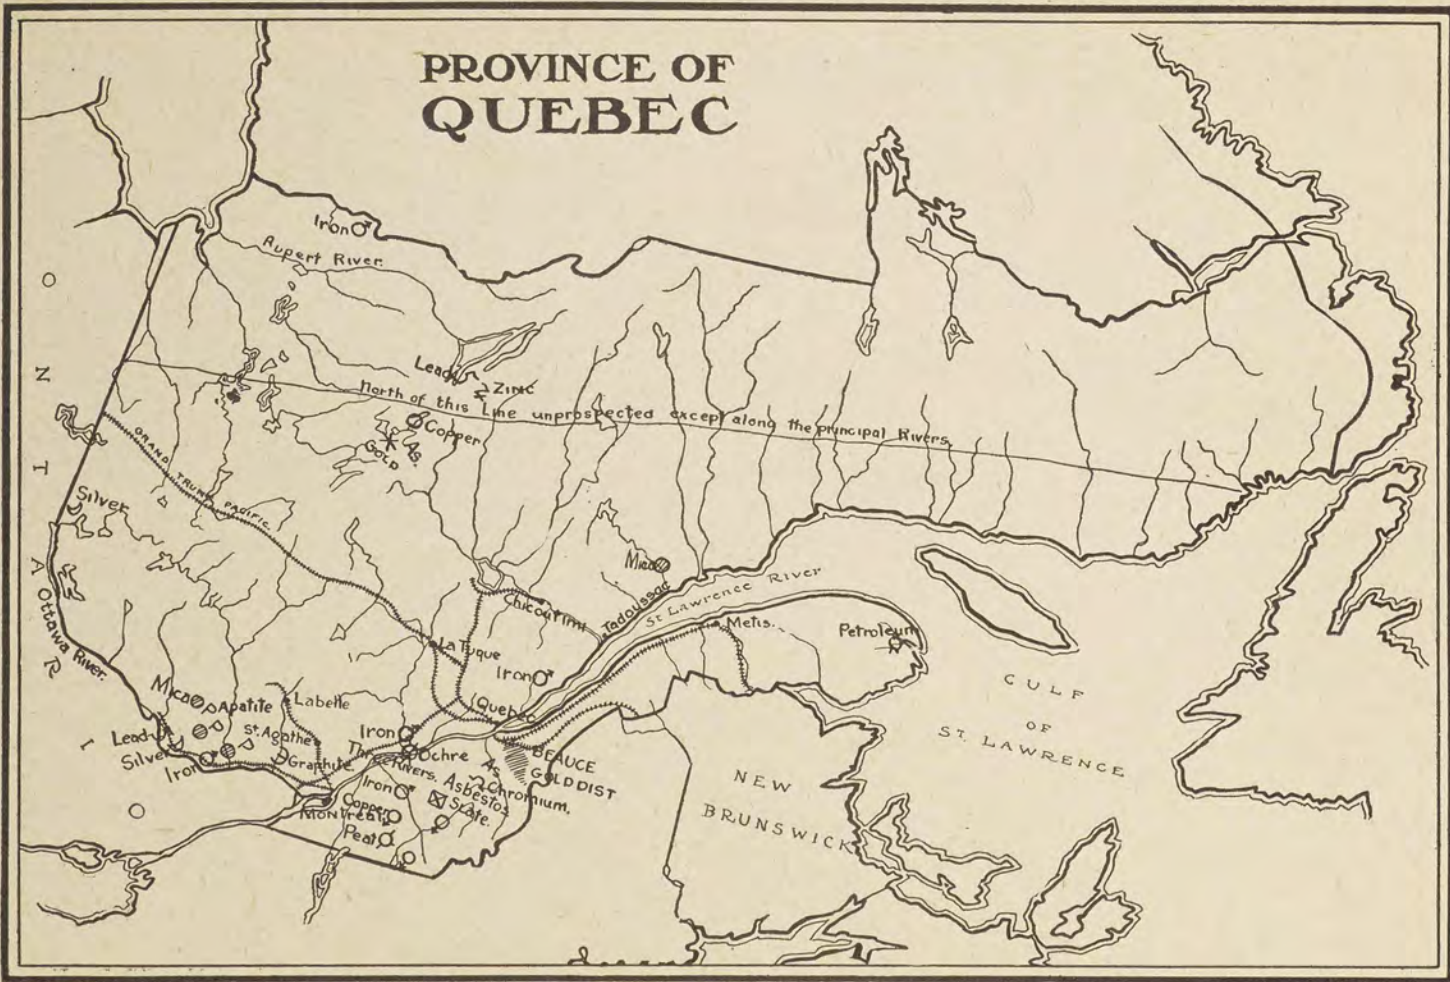 PROVINCE OF
QUEBEC
Iron
Rupert River.
Lead
Zinc
North of this Line unprospected except along the principal Rivers.
Copper
As.
GOLD
GRAND TRUNK PACIFIC.
Silver
ONTARIO
Ottawa River.
Mica
Chicoutimi
Tadoussac
St Lawrence River
Metis.
Petroleum
La Tuque
Iron
Quebec
Mica
Apatite
Labelle
St. Agathe
Lead
Silver
Iron
Graphite
Iron
Ochre
Three
Rivers.
As
BEAUCE
GOLD DIST
Asbestos
Chromium.
Iron
Slate.
Copper
Montreal
Peat
GULF
OF
ST. LAWRENCE
NEW
BRUNSWICK